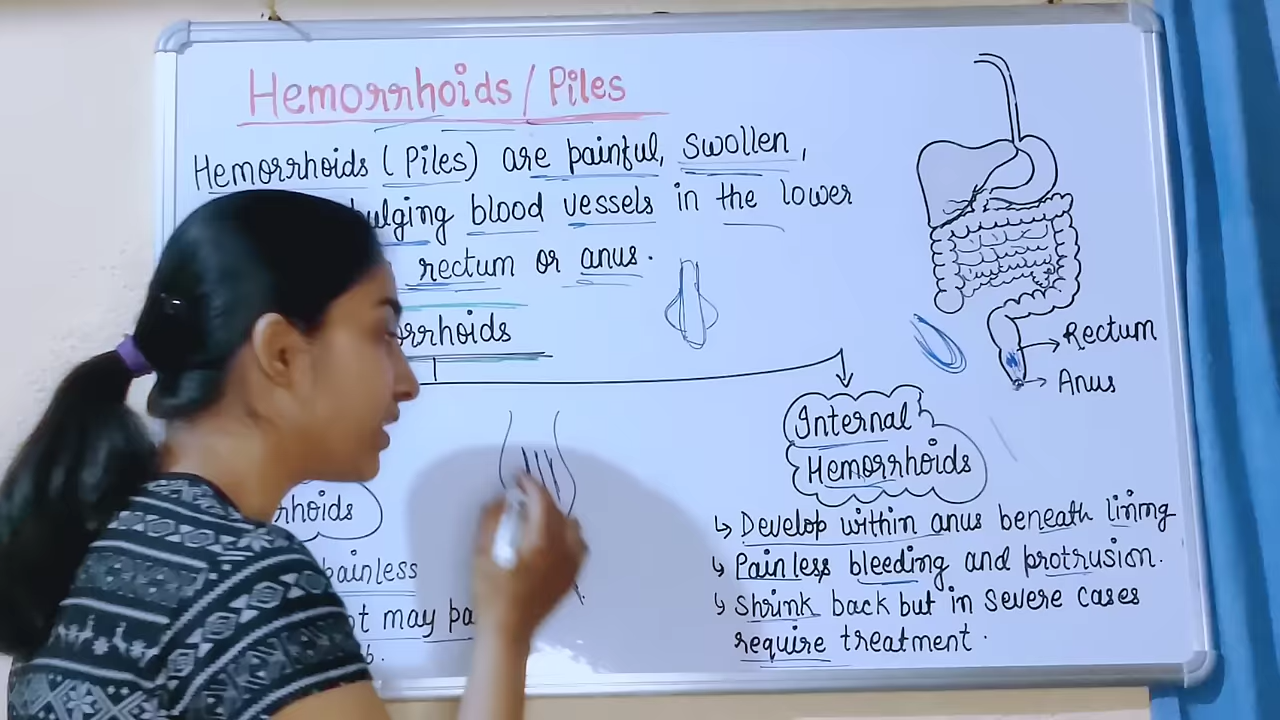 Hemorrhoids / Piles
Hemorrhoids (Piles) are painful, swollen,
bulging blood vessels in the lower
rectum or anus.
orrhoids
Rectum
Anus
Internal
Hemorrhoids
rhoids
↳ Develop within anus beneath lining
↳ Painless bleeding and protrusion.
↳ Shrink back but in severe cases
require treatment.
painless
t may pa